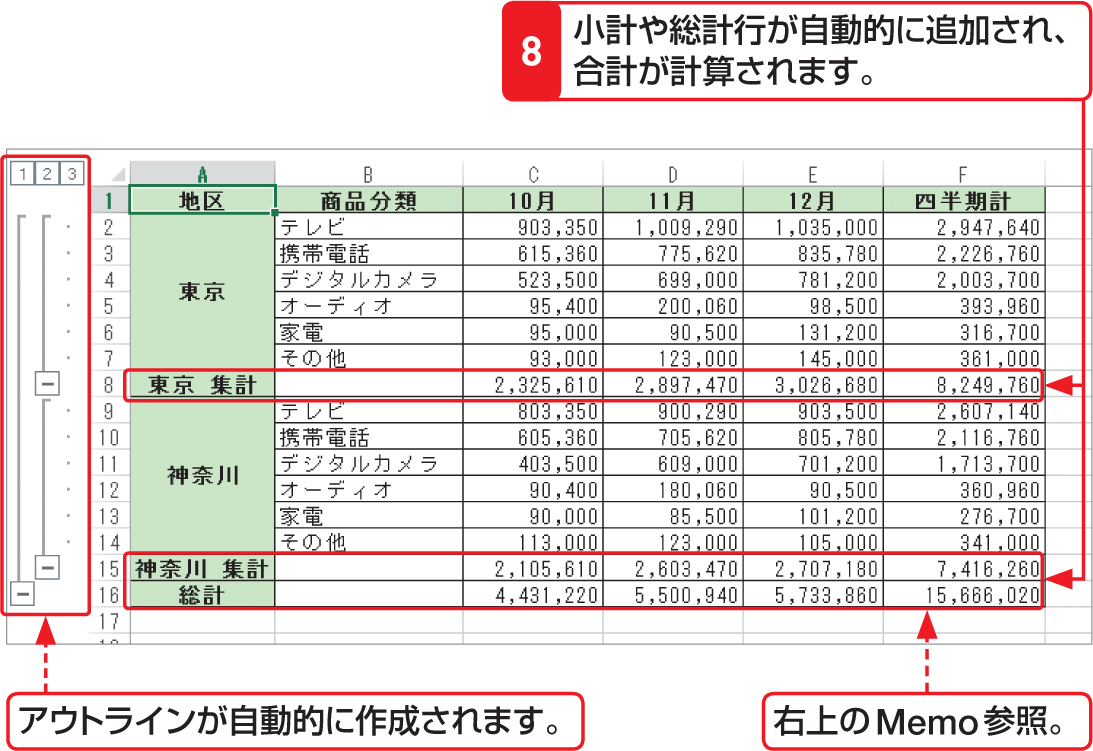 8
小計や総計行が自動的に追加され、
合計が計算されます。
1 2 3
A B C D E F
1 地区 商品分類 10月 11月 12月 四半期計
2 テレビ 903,350 1,009,290 1,035,000 2,947,640
3 携帯電話 615,360 775,620 835,780 2,226,760
4 東京 デジタルカメラ 523,500 699,000 781,200 2,003,700
5 オーディオ 95,400 200,060 98,500 393,960
6 家電 95,000 90,500 131,200 316,700
7 その他 93,000 123,000 145,000 361,000
8 東京 集計 2,325,610 2,897,470 3,026,680 8,249,760
9 テレビ 803,350 900,290 903,500 2,607,140
10 携帯電話 605,360 705,620 805,780 2,116,760
11 神奈川 デジタルカメラ 403,500 609,000 701,200 1,713,700
12 オーディオ 90,400 180,060 90,500 360,960
13 家電 90,000 85,500 101,200 276,700
14 その他 113,000 123,000 105,000 341,000
15 神奈川 集計 2,105,610 2,603,470 2,707,180 7,416,260
16 総計 4,431,220 5,500,940 5,733,860 15,666,020
17
アウトラインが自動的に作成されます。
右上のMemo参照。